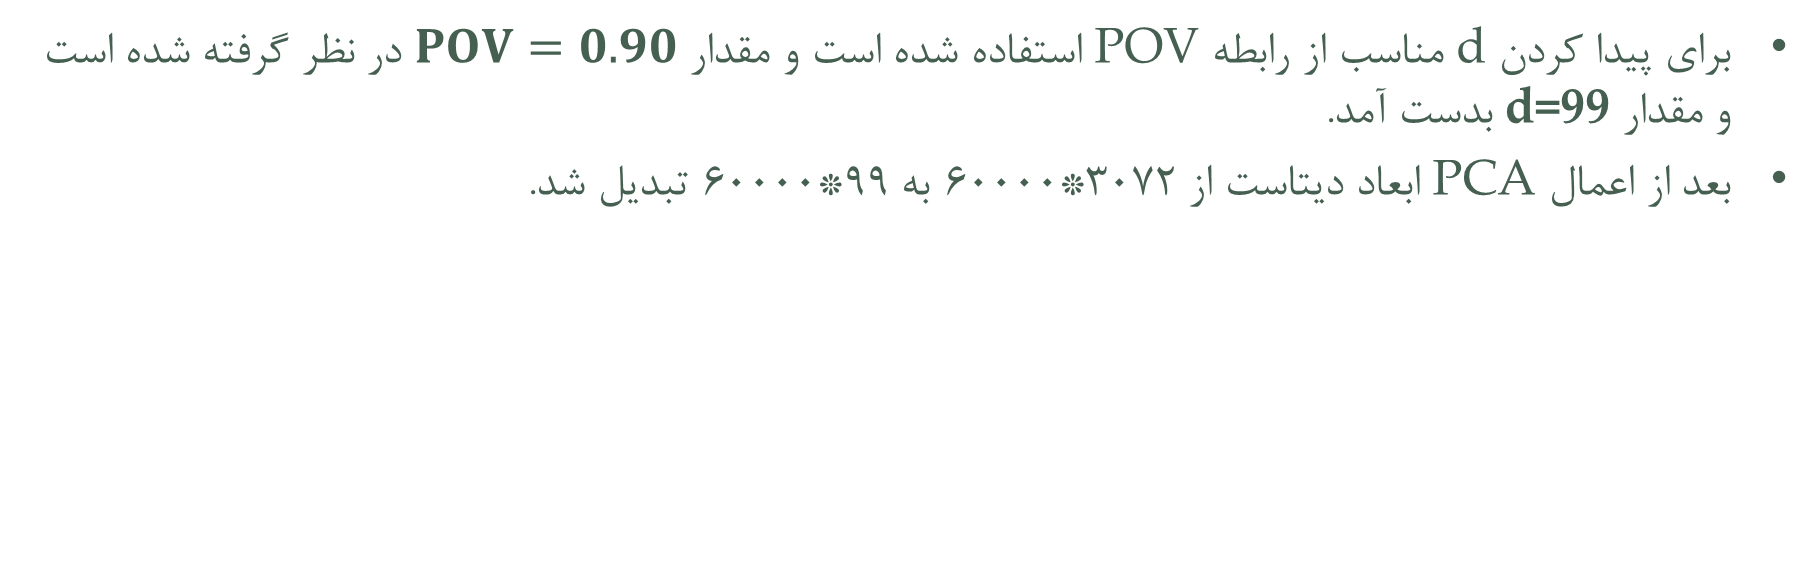 • برای پیدا کردن d مناسب از رابطه POV استفاده شده است و مقدار POV = 0.90 در نظر گرفته شده است
و مقدار d=99 بدست آمد.
• بعد از اعمال PCA ابعاد دیتاست از ۳۰۷۲*۶۰۰۰۰ به ۹۹*۶۰۰۰۰ تبدیل شد.